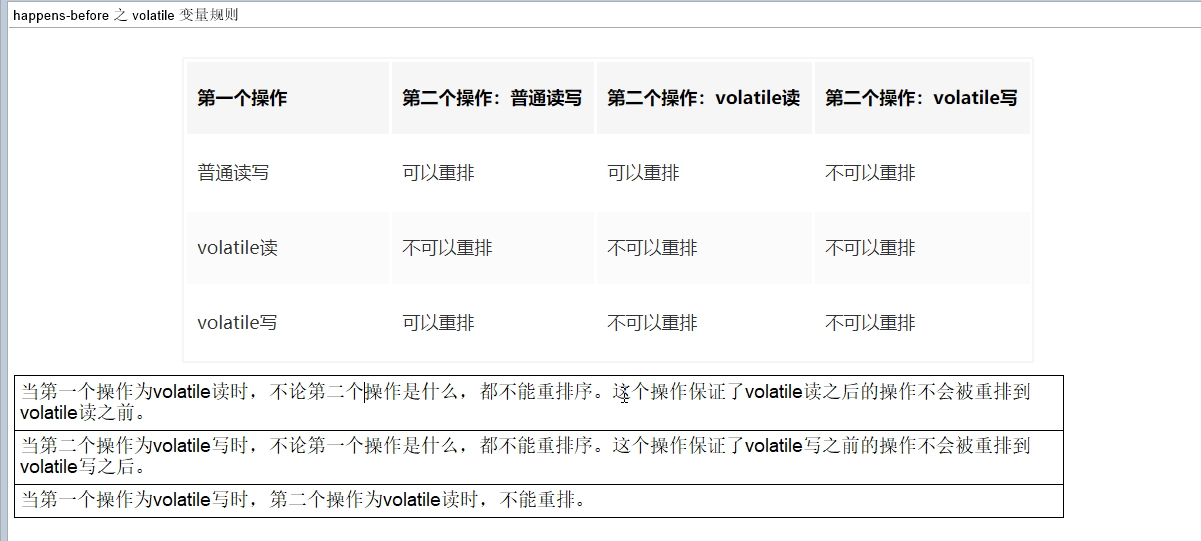 happens-before 之 volatile 变量规则
第一个操作 第二个操作：普通读写 第二个操作：volatile读 第二个操作：volatile写
普通读写 可以重排 可以重排 不可以重排
volatile读 不可以重排 不可以重排 不可以重排
volatile写 可以重排 不可以重排 不可以重排
当第一个操作为volatile读时，不论第二个操作是什么，都不能重排序。这个操作保证了volatile读之后的操作不会被重排到
volatile读之前。
当第二个操作为volatile写时，不论第一个操作是什么，都不能重排序。这个操作保证了volatile写之前的操作不会被重排到
volatile写之后。
当第一个操作为volatile写时，第二个操作为volatile读时，不能重排。